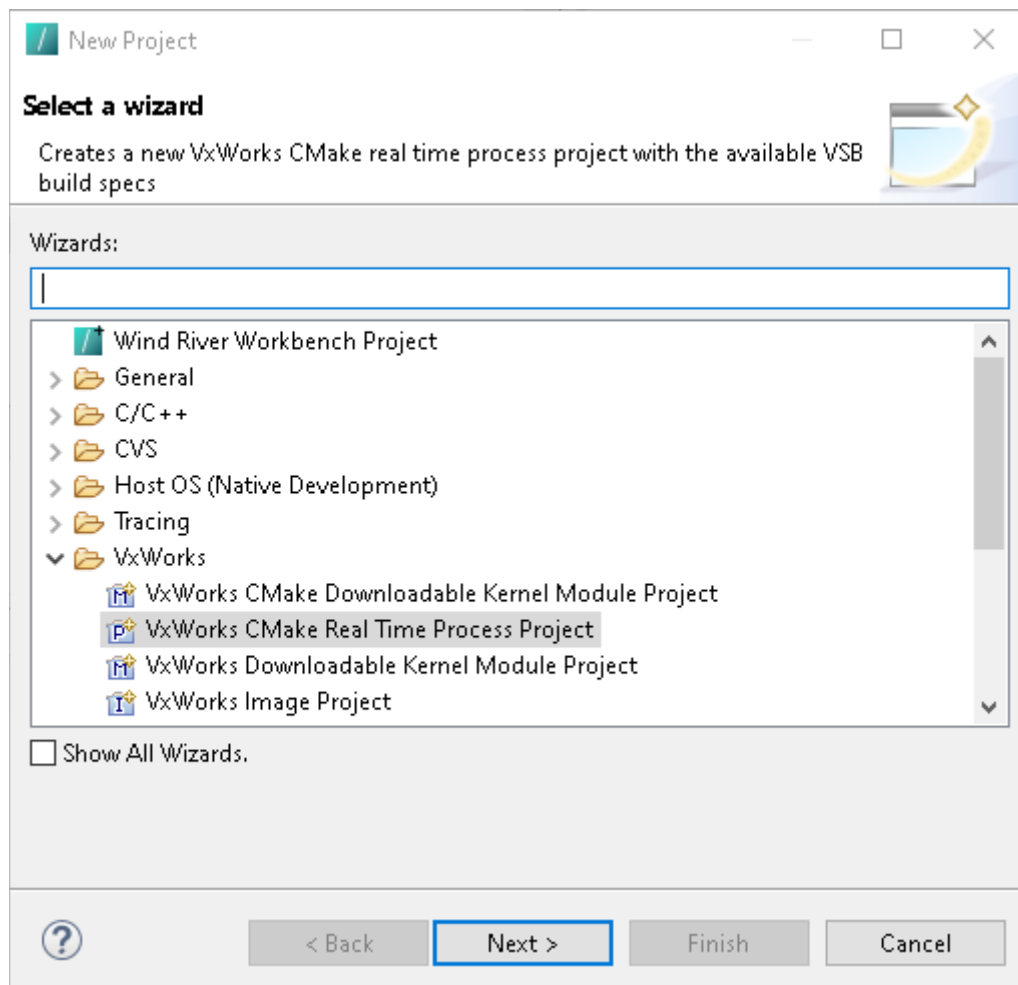 New Project
Select a wizard
Creates a new VxWorks CMake real time process project with the available VSB
build specs
Wizards:
Wind River Workbench Project
General
C/C++
CVS
Host OS (Native Development)
Tracing
VxWorks
VxWorks CMake Downloadable Kernel Module Project
VxWorks CMake Real Time Process Project
VxWorks Downloadable Kernel Module Project
VxWorks Image Project
Show All Wizards.
? < Back Next > Finish Cancel